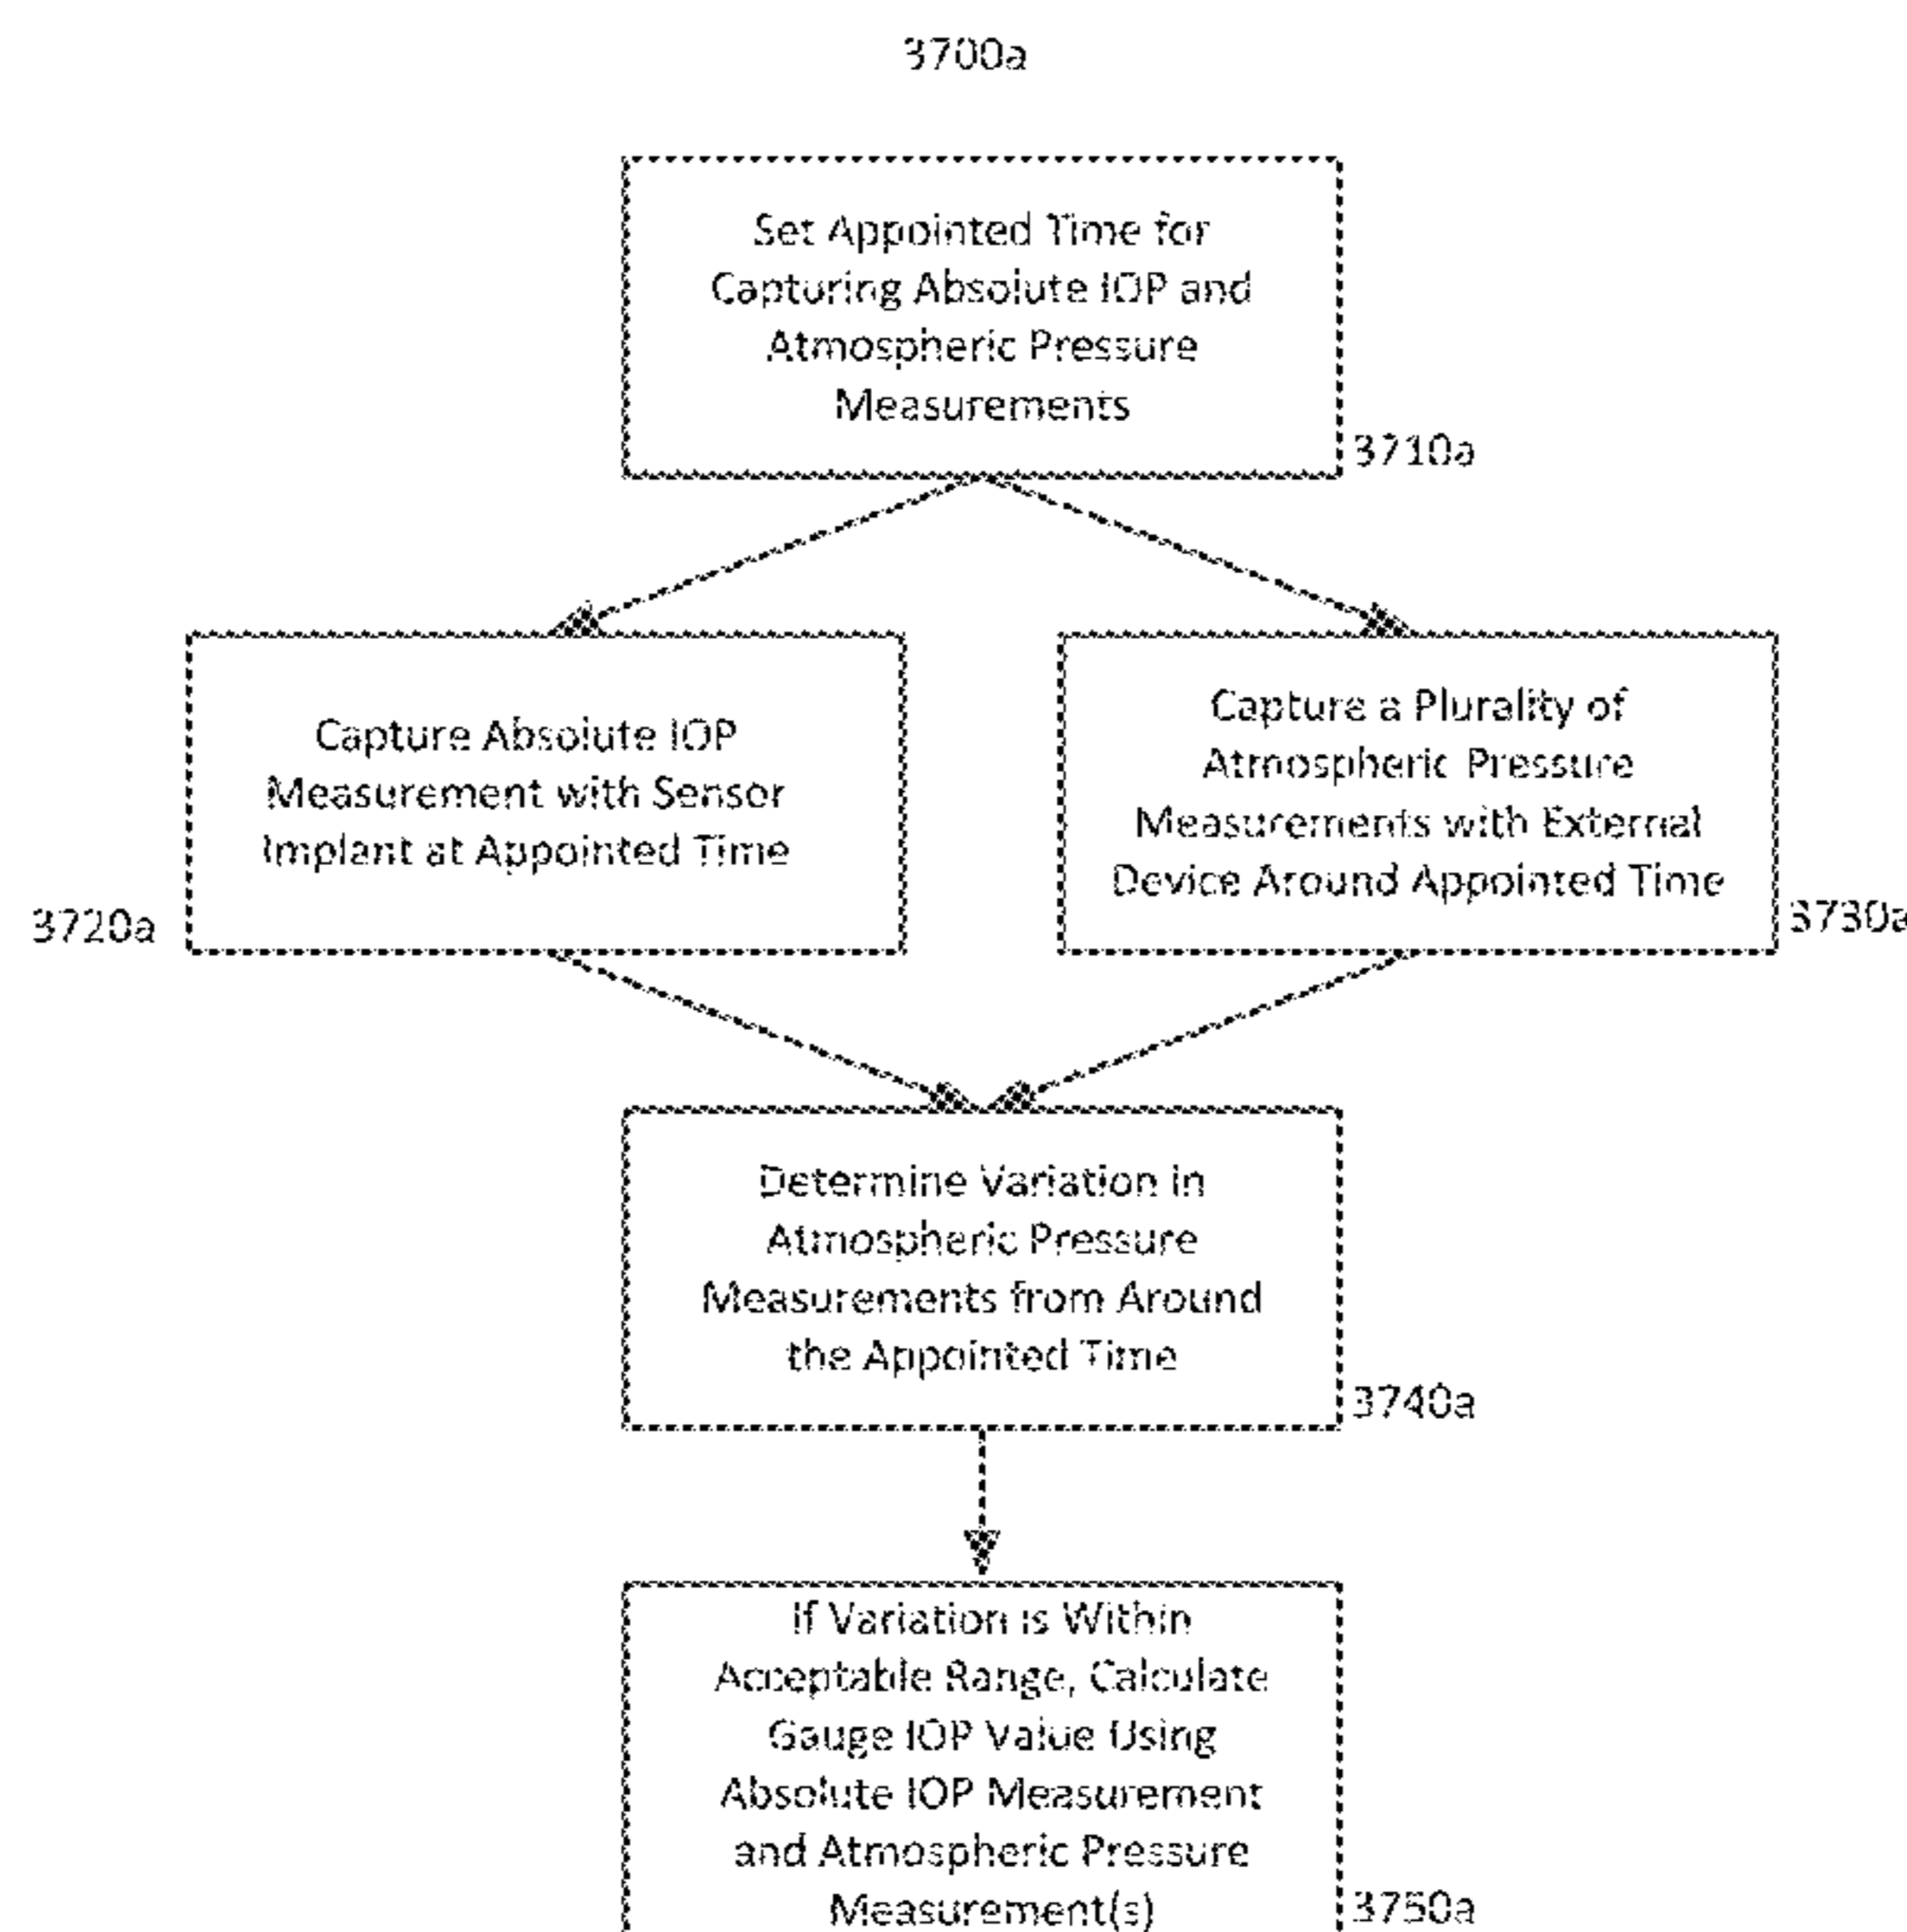 3700a
Set Appointed Time for
Capturing Absolute IOP and
Atmospheric Pressure
Measurements
3710a
Capture Absolute IOP
Measurement with Sensor
Implant at Appointed Time
3720a
Capture a Plurality of
Atmospheric Pressure
Measurements with External
Device Around Appointed Time
3730a
Determine Variation in
Atmospheric Pressure
Measurements from Around
the Appointed Time
3740a
If Variation is Within
Acceptable Range, Calculate
Gauge IOP Value Using
Absolute IOP Measurement
and Atmospheric Pressure
Measurement(s)
3750a